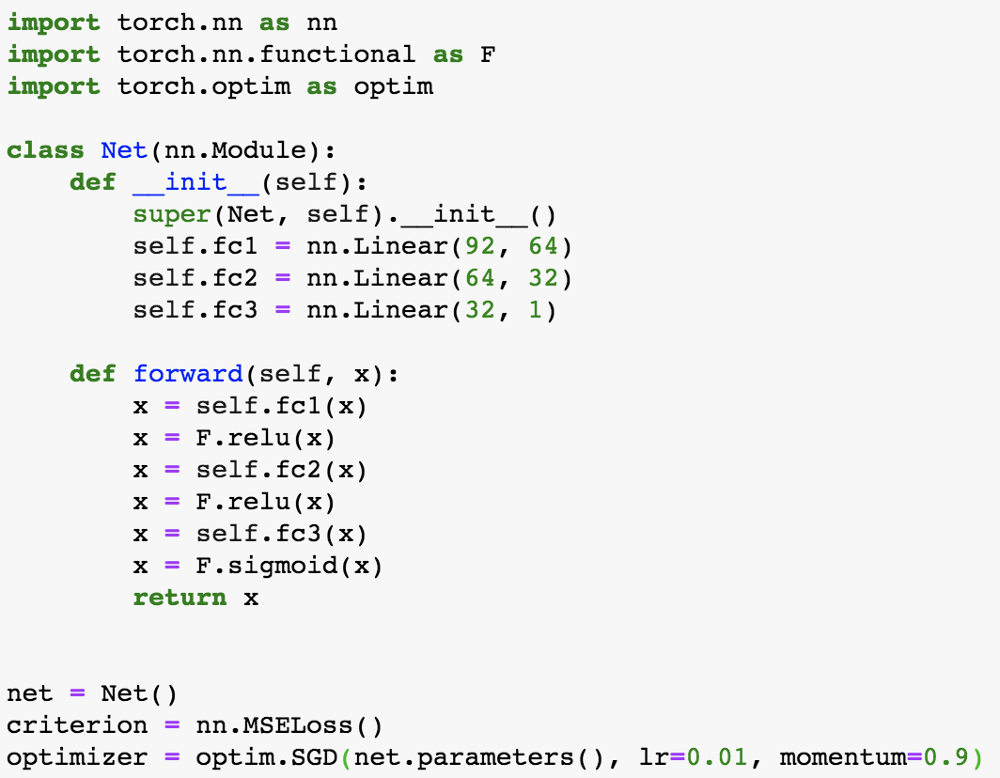 import torch.nn as nn
import torch.nn.functional as F
import torch.optim as optim

class Net(nn.Module):
    def __init__(self):
        super(Net, self).__init__()
        self.fc1 = nn.Linear(92, 64)
        self.fc2 = nn.Linear(64, 32)
        self.fc3 = nn.Linear(32, 1)

    def forward(self, x):
        x = self.fc1(x)
        x = F.relu(x)
        x = self.fc2(x)
        x = F.relu(x)
        x = self.fc3(x)
        x = F.sigmoid(x)
        return x


net = Net()
criterion = nn.MSELoss()
optimizer = optim.SGD(net.parameters(), lr=0.01, momentum=0.9)